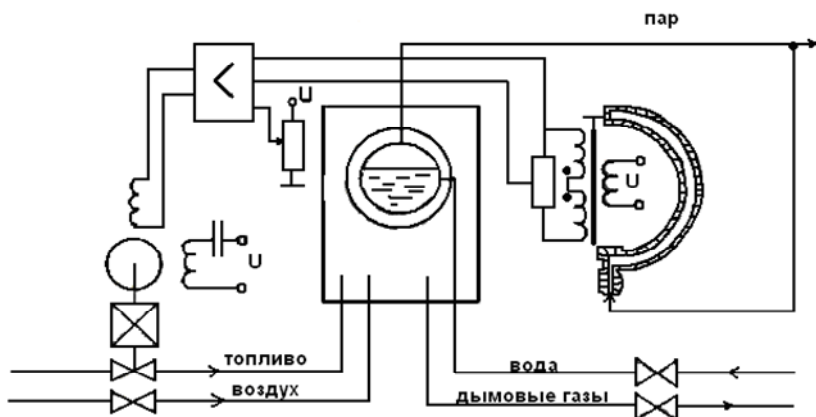 пар
U
U
U
топливо
вода
воздух
дымовые газы